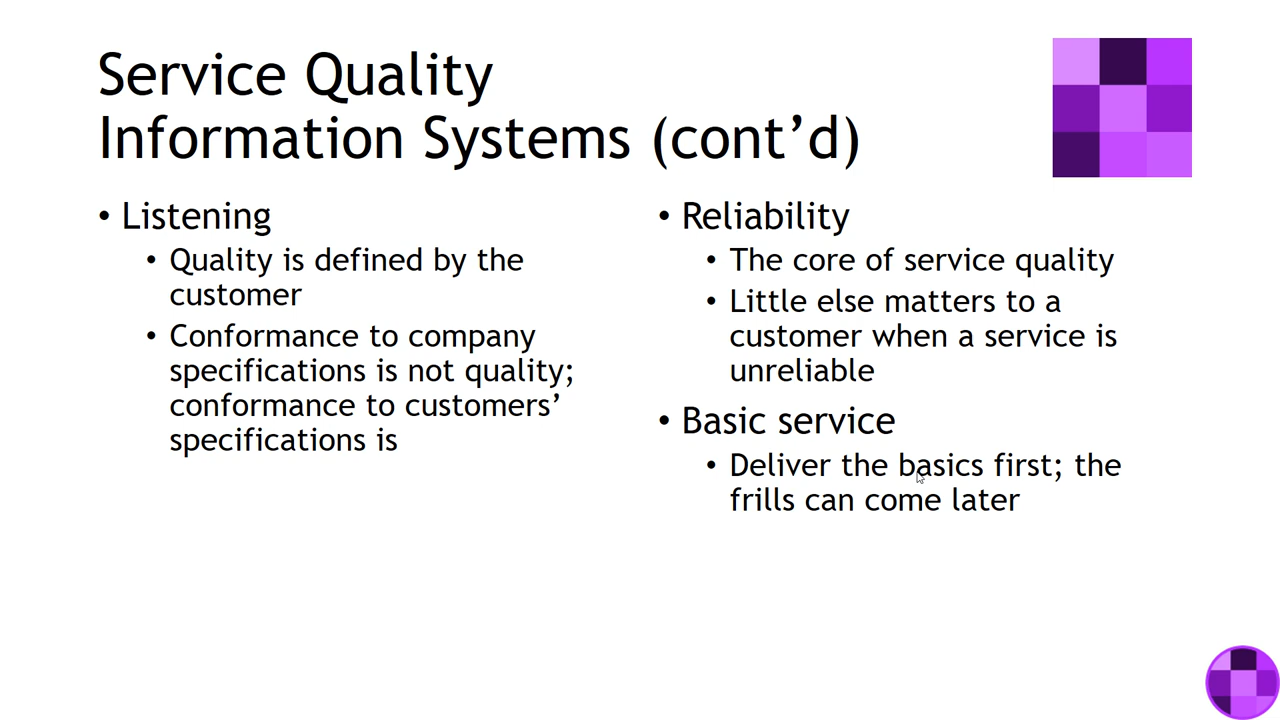 Service Quality
Information Systems (cont’d)
• Listening
• Quality is defined by the
customer
• Conformance to company
specifications is not quality;
conformance to customers’
specifications is
• Reliability
• The core of service quality
• Little else matters to a
customer when a service is
unreliable
• Basic service
• Deliver the basics first; the
frills can come later